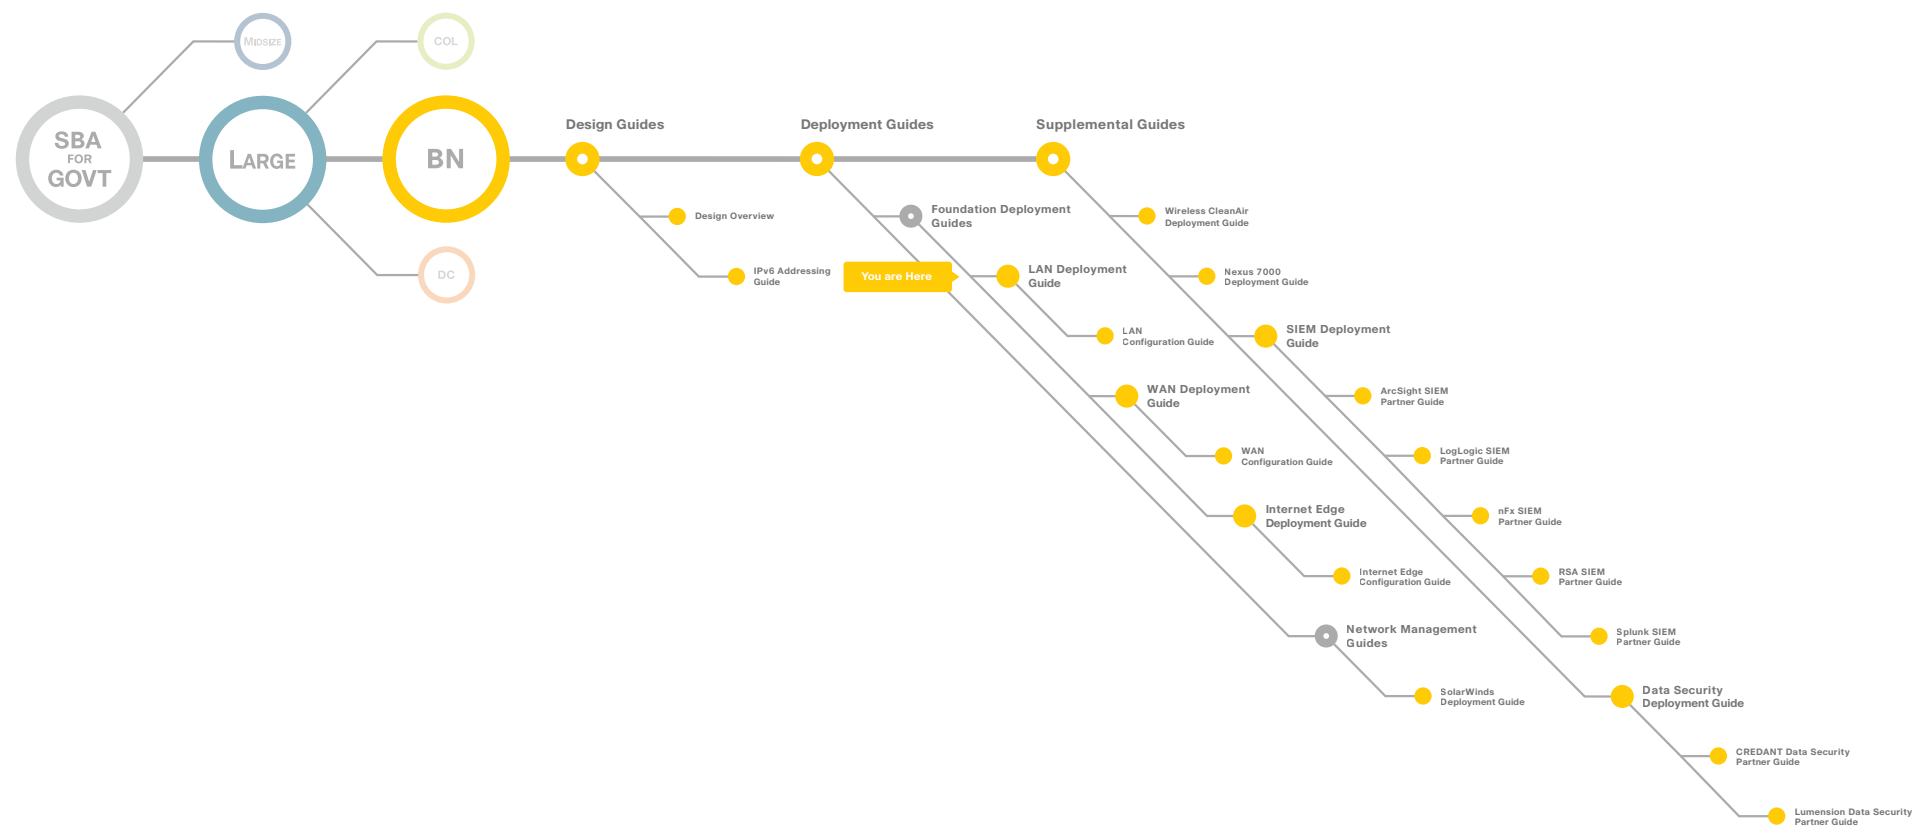 MIDSIZE
COL
SBA
FOR
GOVT
LARGE
BN
DC
Design Guides
Deployment Guides
Supplemental Guides
Design Overview
IPv6 Addressing
Guide
Foundation Deployment
Guides
You are Here
LAN Deployment
Guide
LAN
Configuration Guide
WAN Deployment
Guide
WAN
Configuration Guide
Internet Edge
Deployment Guide
Internet Edge
Configuration Guide
Network Management
Guides
SolarWinds
Deployment Guide
Wireless CleanAir
Deployment Guide
Nexus 7000
Deployment Guide
SIEM Deployment
Guide
ArcSight SIEM
Partner Guide
LogLogic SIEM
Partner Guide
nFx SIEM
Partner Guide
RSA SIEM
Partner Guide
Splunk SIEM
Partner Guide
Data Security
Deployment Guide
CREDANT Data Security
Partner Guide
Lumension Data Security
Partner Guide